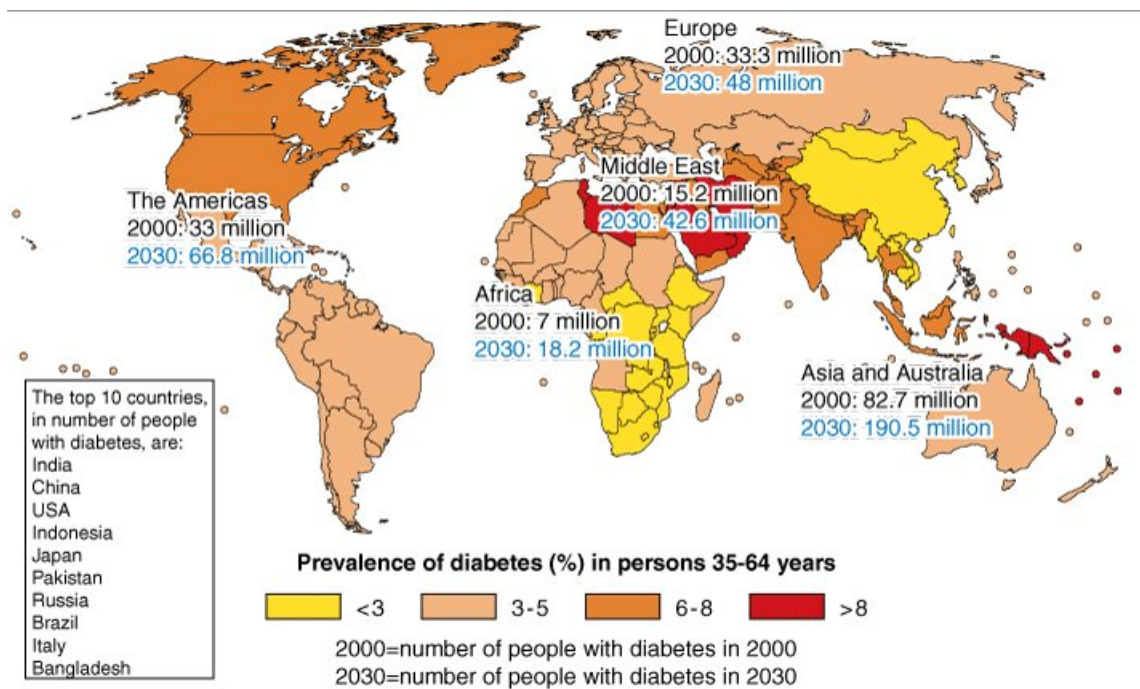 Europe
2000: 33.3 million
2030: 48 million
Middle East
2000: 15.2 million
2030: 42.6 million
The Americas
2000: 33 million
2030: 66.8 million
Africa
2000: 7 million
2030: 18.2 million
Asia and Australia
2000: 82.7 million
2030: 190.5 million
The top 10 countries,
in number of people
with diabetes, are:
India
China
USA
Indonesia
Japan
Pakistan
Russia
Brazil
Italy
Bangladesh
Prevalence of diabetes (%) in persons 35-64 years
<3 3-5 6-8 >8
2000=number of people with diabetes in 2000
2030=number of people with diabetes in 2030